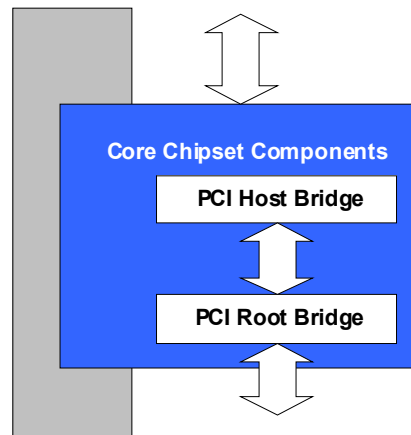 Core Chipset Components
PCI Host Bridge
PCI Root Bridge